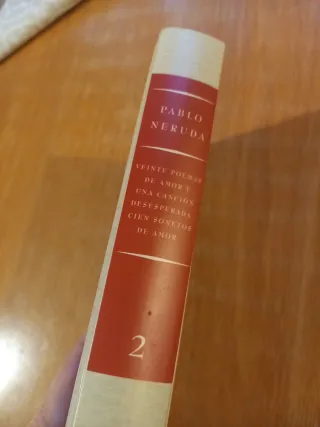 PABLO
NERUDA
VEINTE POEMAS
DE AMOR Y
UNA CANCIÓN
DESESPERADA
CIEN SONETOS
DE AMOR
2